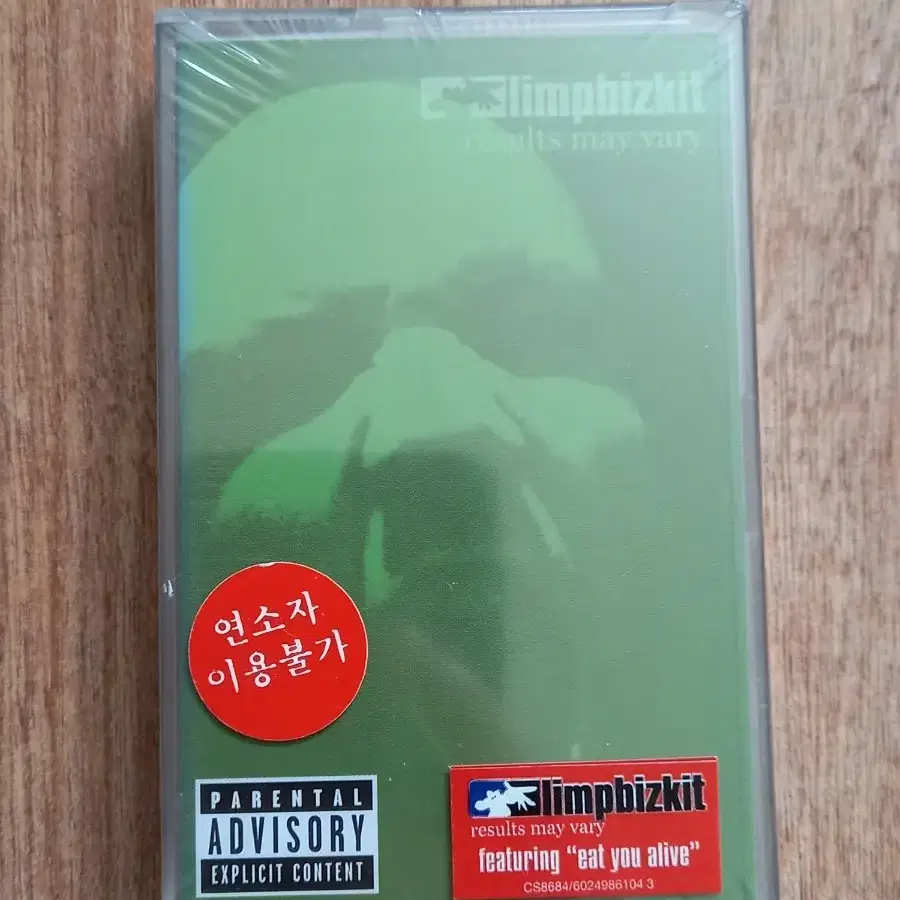 limpbizkit
results may vary
연소자
이용불가
PARENTAL
ADVISORY
EXPLICIT CONTENT
limpbizkit
results may vary
featuring "eat you alive"
CS8684/6024986104 3